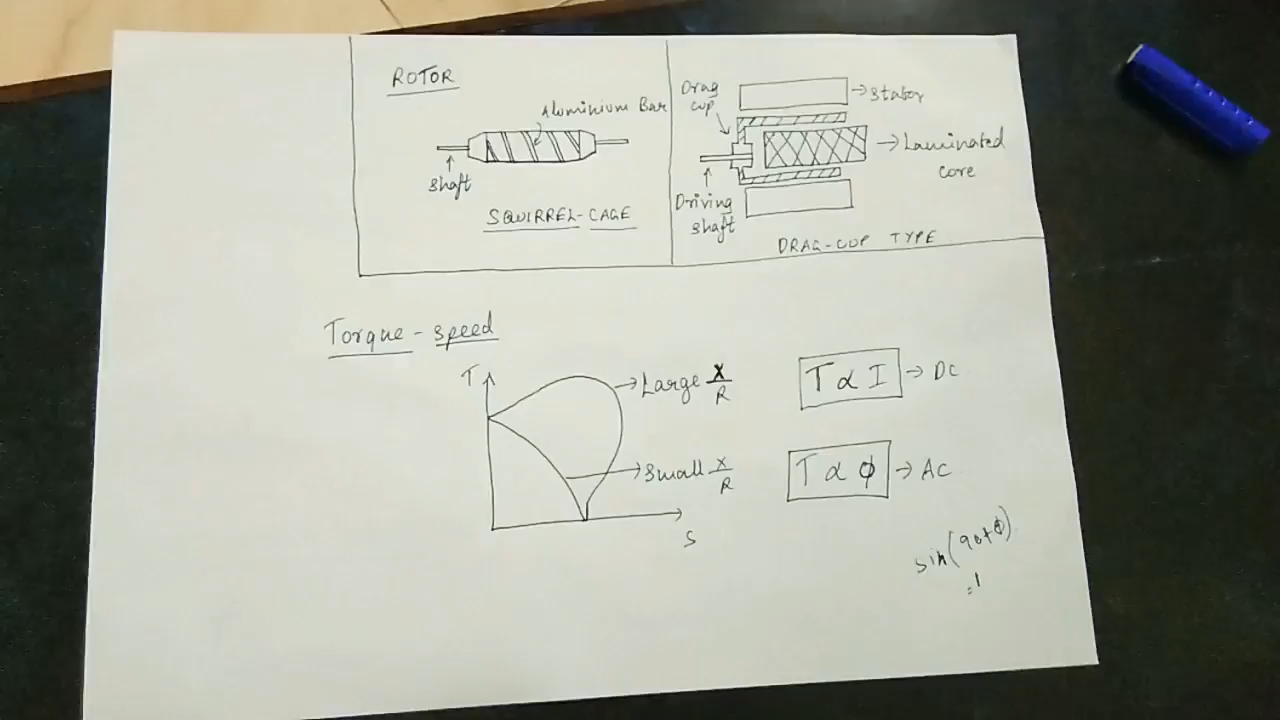 ROTOR
Aluminium Bar
shaft
SQUIRREL-CAGE
Drag
cup
stator
Laminated
core
Driving
shaft
DRAG-CUP TYPE
Torque-speed
T
Large X/R
Small X/R
S
T ∝ I → DC
T ∝ ϕ → AC
sin(90+ϕ)
=1